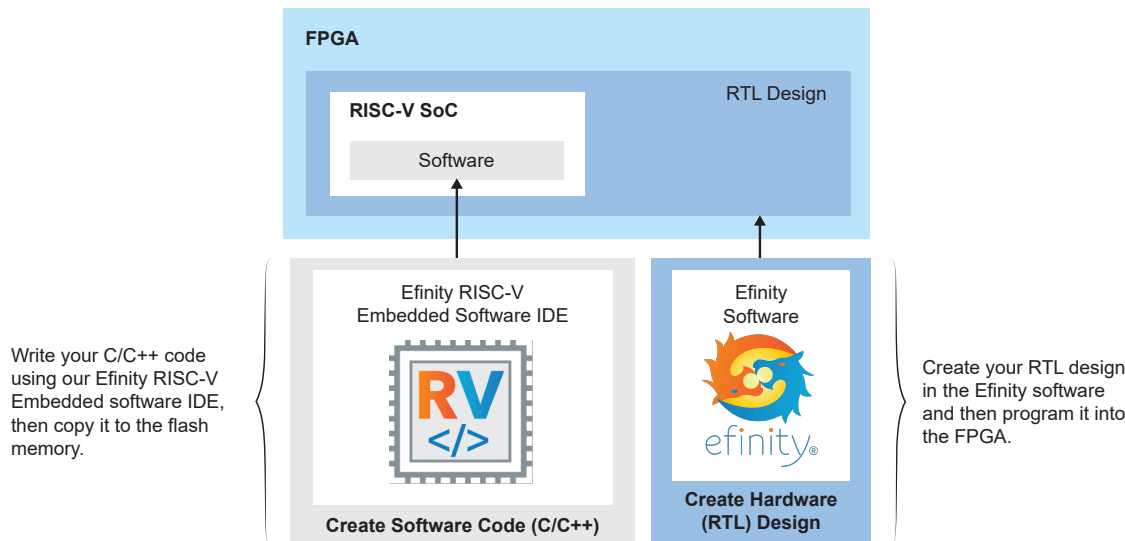 FPGA
RTL Design
RISC-V SoC
Software
Efinity RISC-V
Embedded Software IDE
RV
</>
Create Software Code (C/C++)
Efinity
Software
efinity®
Create Hardware
(RTL) Design
Write your C/C++ code
using our Efinity RISC-V
Embedded software IDE,
then copy it to the flash
memory.
Create your RTL design
in the Efinity software
and then program it into
the FPGA.